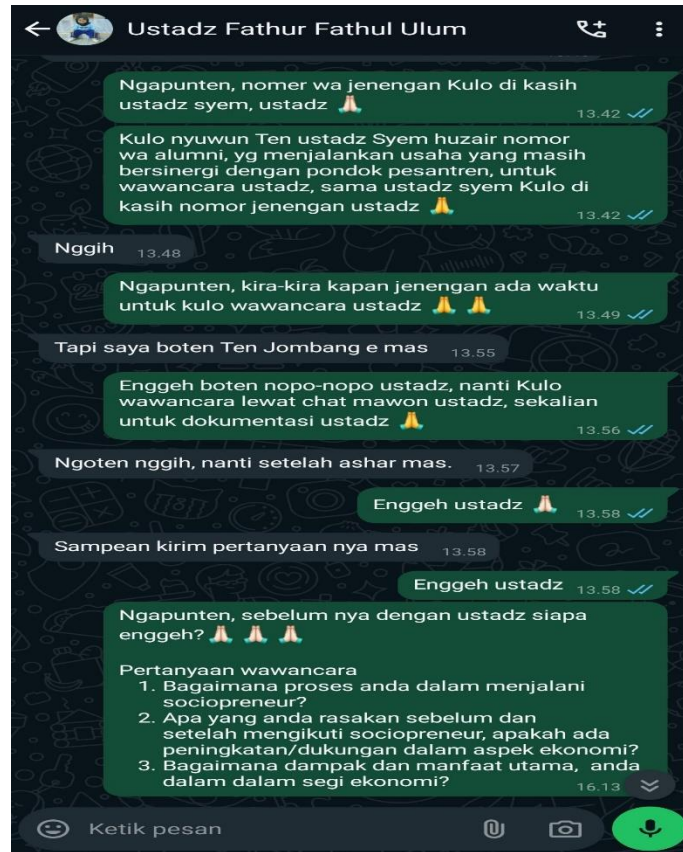 Ustadz Fathur Fathul Ulum
Ngapunten, nomer wa jenengan Kulo di kasih
ustadz syem, ustadz 🙏🏻
13.42
Kulo nyuwun Ten ustadz Syem huzair nomor
wa alumni, yg menjalankan usaha yang masih
bersinergi dengan pondok pesantren, untuk
wawancara ustadz, sama ustadz syem Kulo di
kasih nomor jenengan ustadz 🙏
13.42
Nggih 13.48
Ngapunten, kira-kira kapan jenengan ada waktu
untuk kulo wawancara ustadz 🙏 🙏
13.49
Tapi saya boten Ten Jombang e mas 13.55
Enggeh boten nopo-nopo ustadz, nanti Kulo
wawancara lewat chat mawon ustadz, sekalian
untuk dokumentasi ustadz 🙏
13.56
Ngoten nggih, nanti setelah ashar mas. 13.57
Enggeh ustadz 🙏🏻 13.58
Sampean kirim pertanyaan nya mas 13.58
Enggeh ustadz 13.58
Ngapunten, sebelum nya dengan ustadz siapa
enggeh? 🙏🏻 🙏🏻 🙏🏻
Pertanyaan wawancara
1. Bagaimana proses anda dalam menjalani
sociopreneur?
2. Apa yang anda rasakan sebelum dan
setelah mengikuti sociopreneur, apakah ada
peningkatan/dukungan dalam aspek ekonomi?
3. Bagaimana dampak dan manfaat utama, anda
dalam dalam segi ekonomi?
16.13
Ketik pesan